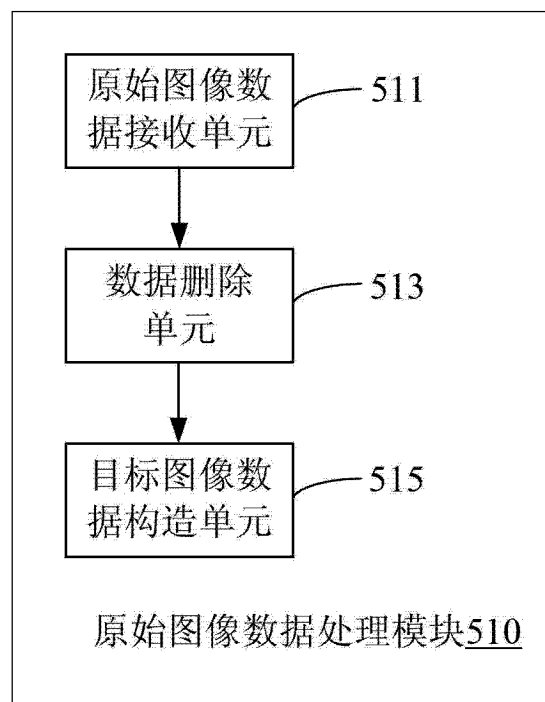 原始图像数
据接收单元
511
数据删除
单元
513
目标图像数
据构造单元
515
原始图像数据处理模块510